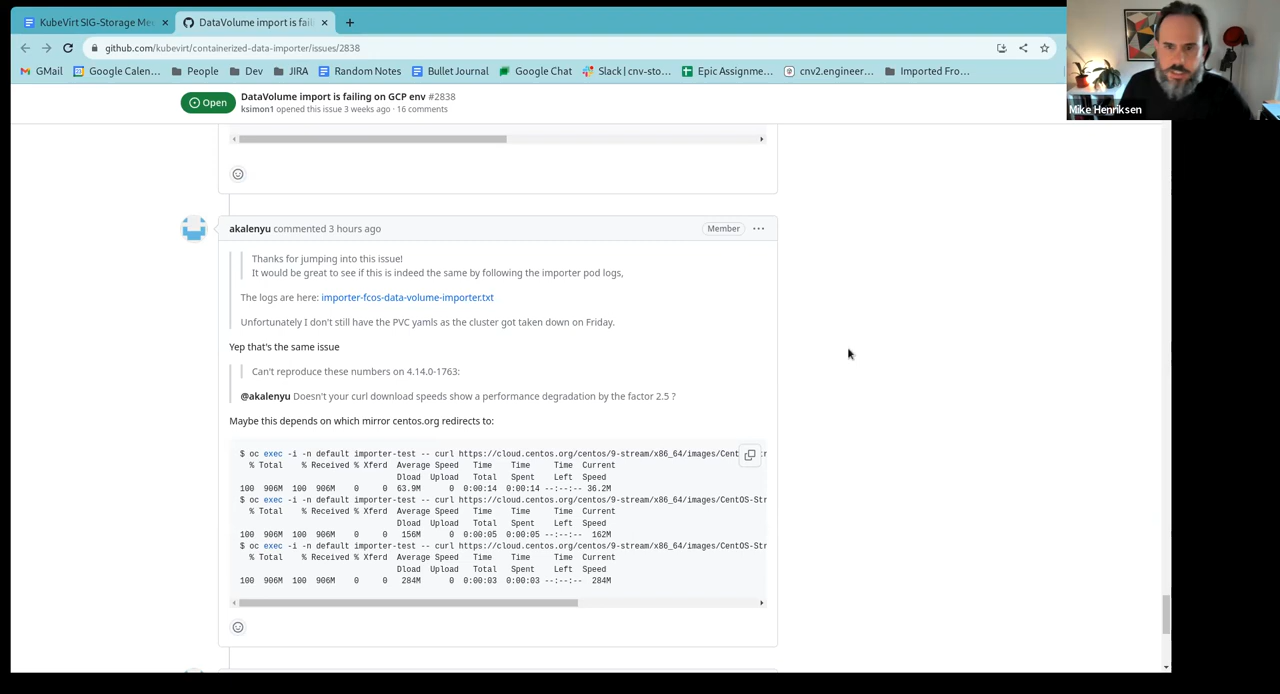 KubeVirt SIG-Storage Me
DataVolume import is fail
github.com/kubevirt/containerized-data-importer/issues/2838
GMail
Google Calen...
People
Dev
JIRA
Random Notes
Bullet Journal
Google Chat
Slack | cnv-sto...
Epic Assignme...
cnv2.engineer...
Imported Fro...
Mike Henriksen
Open
DataVolume import is failing on GCP env #2838
ksimon1 opened this issue 3 weeks ago · 16 comments
akalenyu commented 3 hours ago
Member
Thanks for jumping into this issue!
It would be great to see if this is indeed the same by following the importer pod logs,
The logs are here: importer-fcos-data-volume-importer.txt
Unfortunately I don't still have the PVC yamls as the cluster got taken down on Friday.
Yep that's the same issue
Can't reproduce these numbers on 4.14.0-1763:
@akalenyu Doesn't your curl download speeds show a performance degradation by the factor 2.5 ?
Maybe this depends on which mirror centos.org redirects to:
$ oc exec -i -n default importer-test -- curl https://cloud.centos.org/centos/9-stream/x86_64/images/Cent
% Total % Received % Xferd Average Speed Time Time Time Current
Dload Upload Total Spent Left Speed
100 906M 100 906M 0 0 63.9M 0 0:00:14 0:00:14 --:--:-- 36.2M
$ oc exec -i -n default importer-test -- curl https://cloud.centos.org/centos/9-stream/x86_64/images/CentOS-Str
% Total % Received % Xferd Average Speed Time Time Time Current
Dload Upload Total Spent Left Speed
100 906M 100 906M 0 0 156M 0 0:00:05 0:00:05 --:--:-- 162M
$ oc exec -i -n default importer-test -- curl https://cloud.centos.org/centos/9-stream/x86_64/images/CentOS-Str
% Total % Received % Xferd Average Speed Time Time Time Current
Dload Upload Total Spent Left Speed
100 906M 100 906M 0 0 284M 0 0:00:03 0:00:03 --:--:-- 284M